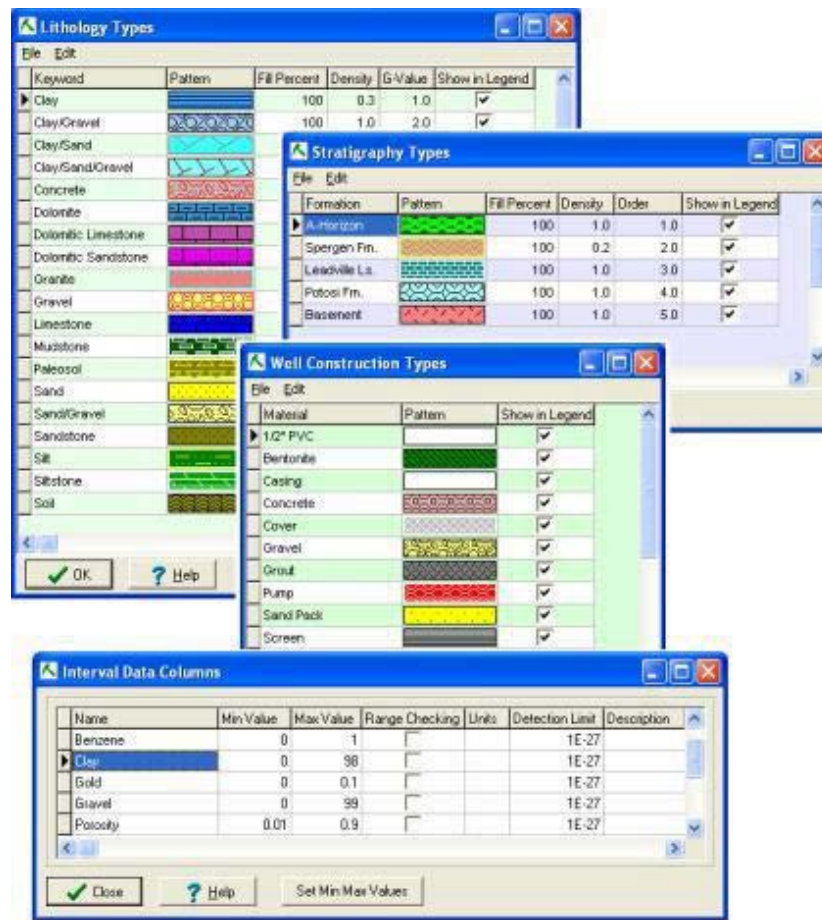 Lithology Types
File Edit
Keyword Pattern Fill Percent Density G-Value Show in Legend
Clay 100 0.3 1.0
Clay/Gravel 100 1.0 2.0
Clay/Sand
Clay/Sand/Gravel
Concrete
Dolomite
Dolomitic Limestone
Dolomitic Sandstone
Granite
Gravel
Limestone
Mudstone
Paleosol
Sand
Sand/Gravel
Sandstone
Silt
Siltstone
Soil
OK Help
Stratigraphy Types
File Edit
Formation Pattern Fill Percent Density Order Show in Legend
A-Horizon 100 1.0 1.0
Spergen Fm. 100 0.2 2.0
Leadville Ls. 100 1.0 3.0
Potosi Fm. 100 1.0 4.0
Basement 100 1.0 5.0
Well Construction Types
File Edit
Material Pattern Show in Legend
1/2" PVC
Bentonite
Casing
Concrete
Cover
Gravel
Grout
Pump
Sand Pack
Screen
Interval Data Columns
Name Min Value Max Value Range Checking Units Detection Limit Description
Benzene 0 1 1E-27
Clay 0 98 1E-27
Gold 0 0.1 1E-27
Gravel 0 99 1E-27
Porosity 0.01 0.9 1E-27
Close Help Set Min Max Values